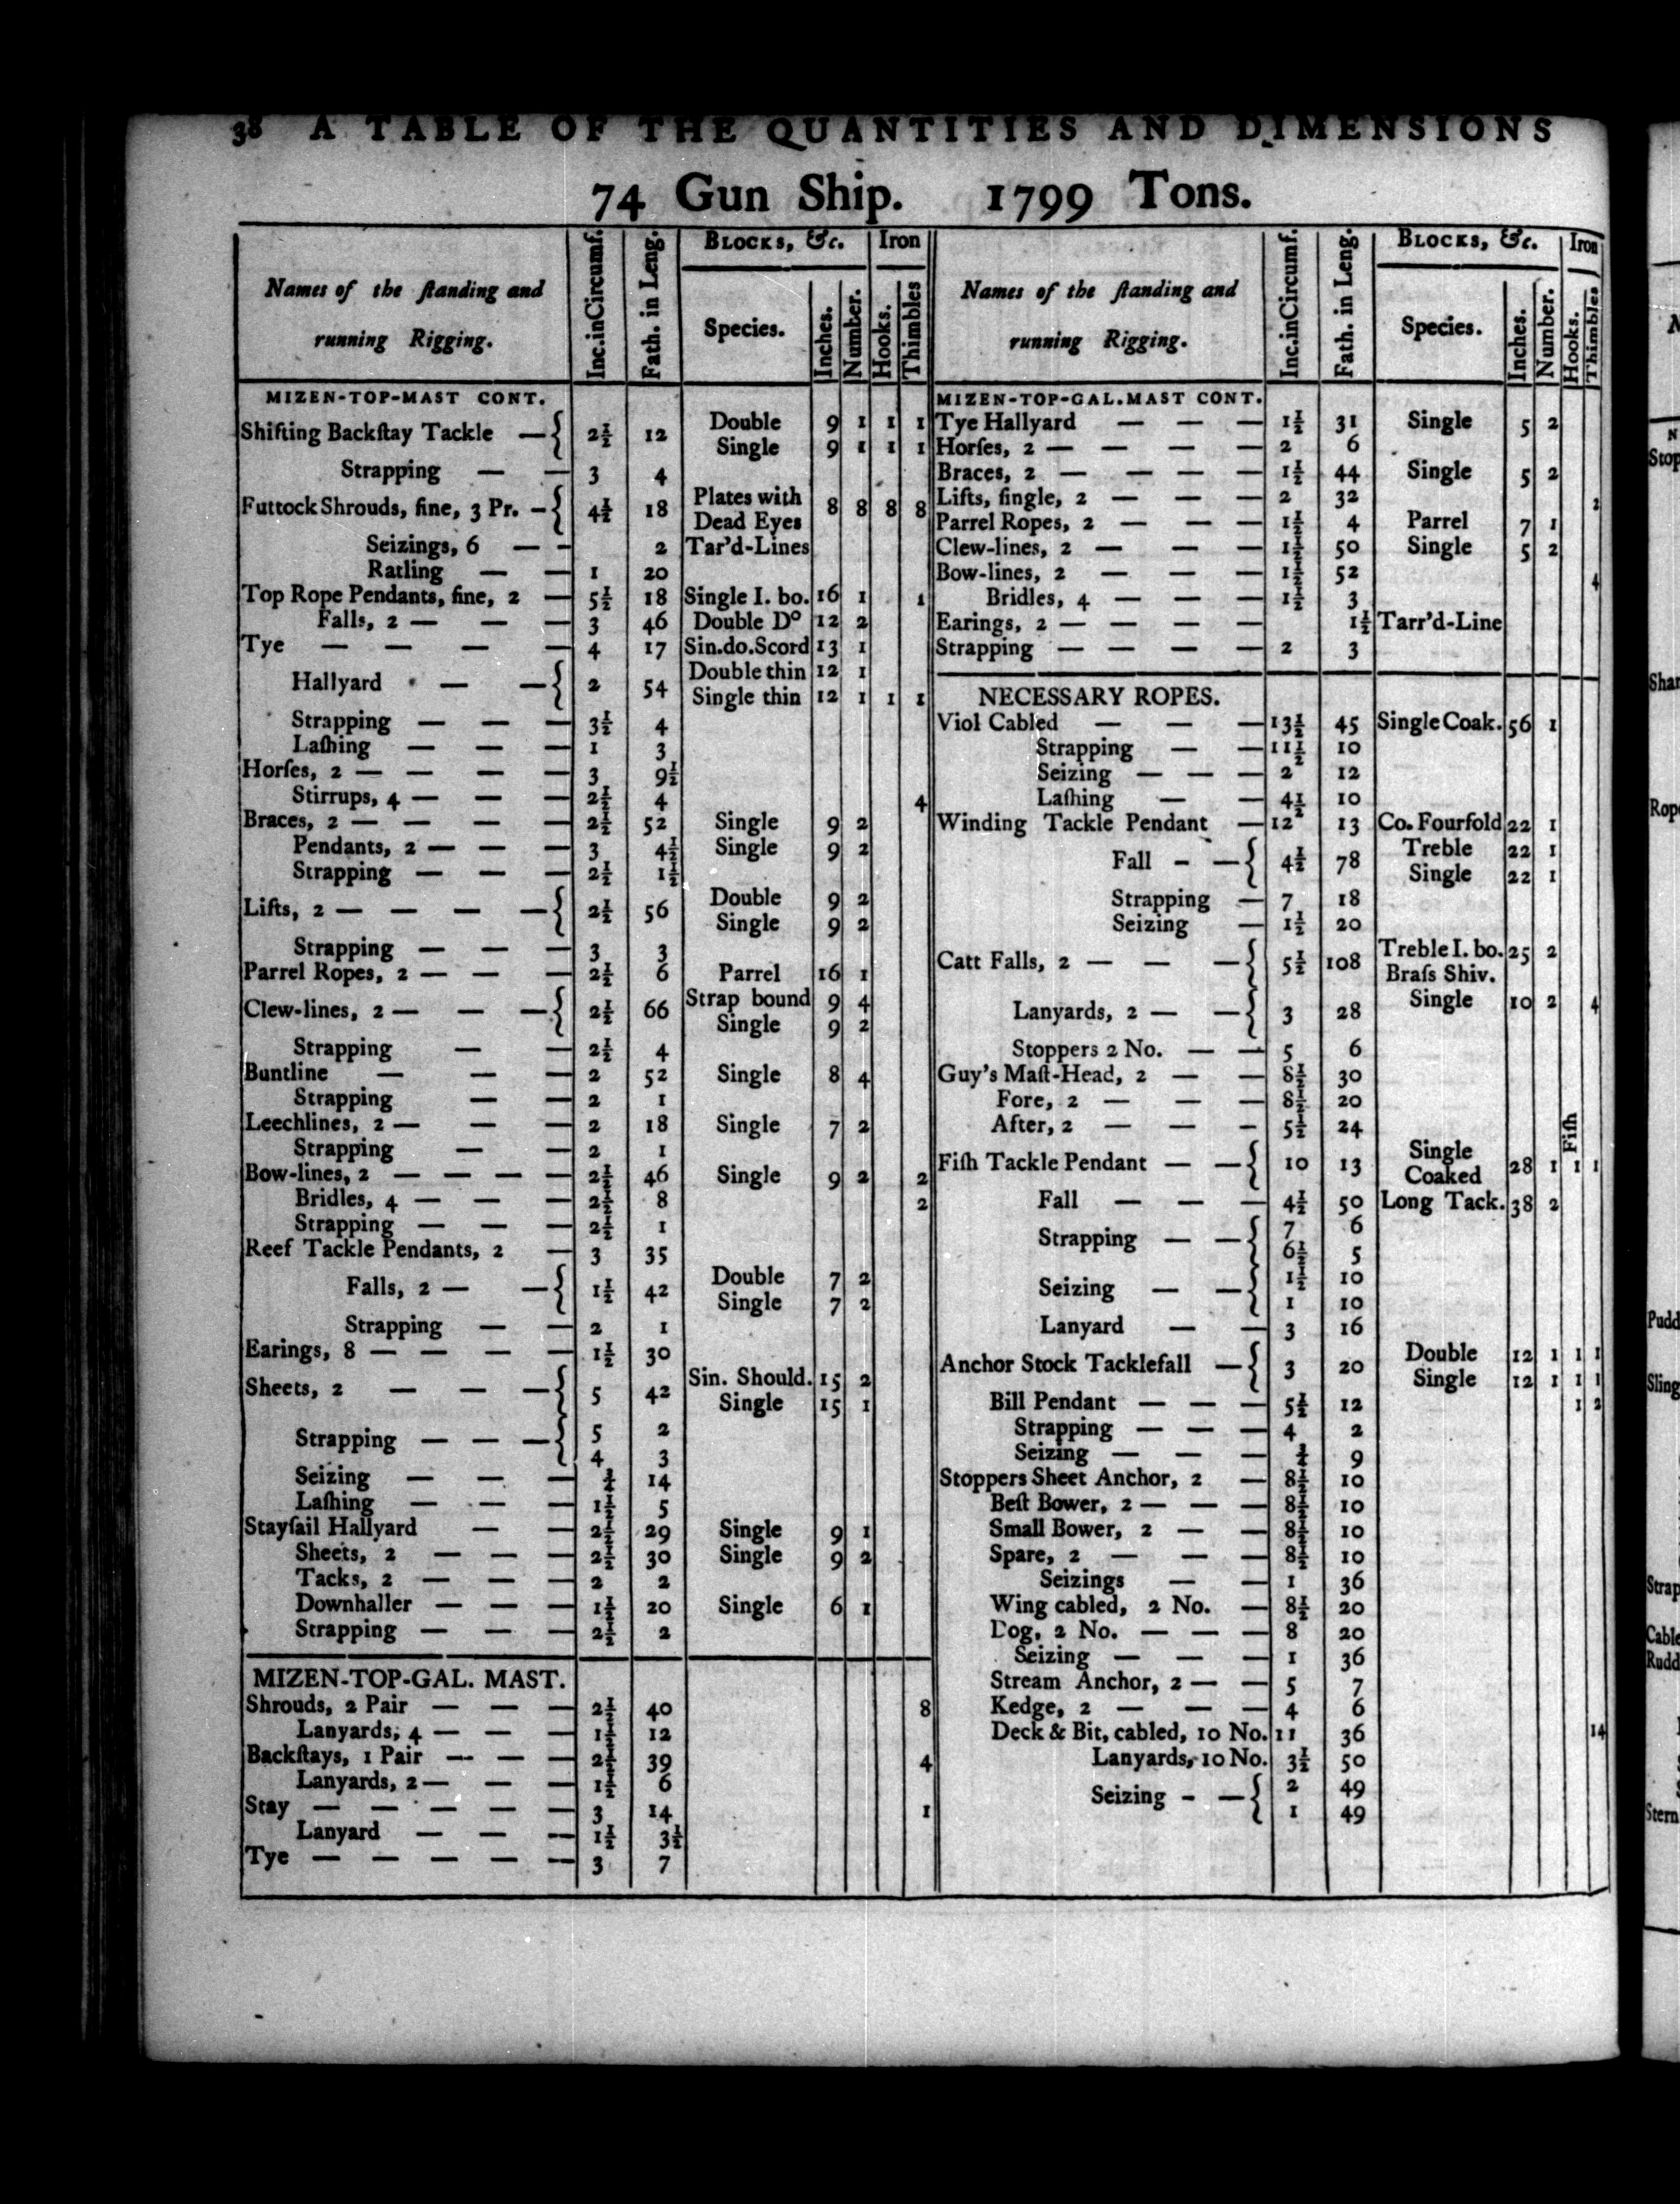 38 A TABLE OF THE QUANTITIES AND DIMENSIONS
74 Gun Ship. 1799 Tons.
Names of the ſtanding and running Rigging. Inc.inCircumf. Fath. in Leng. BLOCKS, &c. Species. Inches. Number. Iron Hooks. Thimbles
MIZEN-TOP-MAST CONT.
Shifting Backſtay Tackle — { 2½ 12 Double 9 1 1 1
Single 9 1 1 1
Strapping — — 3 4
Futtock Shrouds, fine, 3 Pr. - { 4½ 18 Plates with Dead Eyes 8 8 8 8
Seizings, 6 — - 2 Tar'd-Lines
Ratling — — 1 20
Top Rope Pendants, fine, 2 — 5½ 18 Single I. bo. 16 1 1
Falls, 2 — — — 3 46 Double Dº 12 2
Tye — — — — 4 17 Sin.do.Scord 13 1
Hallyard — — { 2 54 Double thin 12 1
Single thin 12 1 1 1
Strapping — — — 3½ 4
Laſhing — — — 1 3
Horſes, 2 — — — — 3 9½
Stirrups, 4 — — — 2½ 4 4
Braces, 2 — — — — 2½ 52 Single 9 2
Pendants, 2 — — — 3 4½ Single 9 2
Strapping — — — 2½ 1½
Lifts, 2 — — — — { 2½ 56 Double 9 2
Single 9 2
Strapping — — — 3 3
Parrel Ropes, 2 — — — 2½ 6 Parrel 16 1
Clew-lines, 2 — — — { 2½ 66 Strap bound 9 4
Single 9 2
Strapping — — 2½ 4
Buntline — — — 2 52 Single 8 4
Strapping — — 2 1
Leechlines, 2 — — — 2 18 Single 7 2
Strapping — — 2 1
Bow-lines, 2 — — — — 2½ 46 Single 9 2 2
Bridles, 4 — — — 2½ 8 2
Strapping — — — 2½ 1
Reef Tackle Pendants, 2 — 3 35
Falls, 2 — — { 1½ 42 Double 7 2
Single 7 2
Strapping — — 2 1
Earings, 8 — — — — 1½ 30
Sheets, 2 — — — { 5 42 Sin. Should. 15 2
Single 15 1
Strapping — — — { 5 2
4 3
Seizing — — — ¾ 14
Laſhing — — — 1½ 5
Stayſail Hallyard — — 2½ 29 Single 9 1
Sheets, 2 — — — 2½ 30 Single 9 2
Tacks, 2 — — — 2 2
Downhaller — — — 1½ 20 Single 6 1
Strapping — — — 2½ 2
MIZEN-TOP-GAL. MAST.
Shrouds, 2 Pair — — — 2½ 40 8
Lanyards, 4 — — — 1½ 12
Backſtays, 1 Pair — — — 2½ 39 4
Lanyards, 2 — — — 1½ 6
Stay — — — — — 3 14 1
Lanyard — — — 1½ 3½
Tye — — — — — 3 7
Names of the ſtanding and running Rigging. Inc.inCircumf. Fath. in Leng. BLOCKS, &c. Species. Inches. Number. Iron Hooks. Thimbles
MIZEN-TOP-GAL.MAST CONT.
Tye Hallyard — — — 1½ 31 Single 5 2
Horſes, 2 — — — — 2 6
Braces, 2 — — — — 1½ 44 Single 5 2
Lifts, ſingle, 2 — — — 2 32 2
Parrel Ropes, 2 — — — 1½ 4 Parrel 7 1
Clew-lines, 2 — — — 1½ 50 Single 5 2
Bow-lines, 2 — — — 1½ 52 4
Bridles, 4 — — — 1½ 3
Earings, 2 — — — — 1½ Tarr'd-Line
Strapping — — — — 2 3
NECESSARY ROPES.
Viol Cabled — — — 13½ 45 Single Coak. 56 1
Strapping — — 11½ 10
Seizing — — — 2 12
Laſhing — — 4½ 10
Winding Tackle Pendant — 12 13 Co. Fourfold 22 1
Fall - — { 4½ 78 Treble 22 1
Single 22 1
Strapping — 7 18
Seizing — 1½ 20
Catt Falls, 2 — — — { 5½ 108 Treble I. bo. 25 2
Braſs Shiv.
Lanyards, 2 — — { 3 28 Single 10 2 4
Stoppers 2 No. — — 5 6
Guy's Maſt-Head, 2 — — 8½ 30
Fore, 2 — — — 8½ 20
After, 2 — — — 5½ 24
Fiſh Tackle Pendant — — { 10 13 Single Coaked 28 1 Fiſh 1 1
Fall — — — 4½ 50 Long Tack. 38 2
Strapping — — { 7 6
6½ 5
Seizing — — { 1½ 10
1 10
Lanyard — — 3 16
Anchor Stock Tacklefall — { 3 20 Double 12 1 1 1
Single 12 1 1 1
Bill Pendant — — — 5½ 12 1 2
Strapping — — — 4 2
Seizing — — — ¾ 9
Stoppers Sheet Anchor, 2 — 8½ 10
Beſt Bower, 2 — — — 8½ 10
Small Bower, 2 — — 8½ 10
Spare, 2 — — — 8½ 10
Seizings — — 1 36
Wing cabled, 2 No. — 8½ 20
Dog, 2 No. — — — 8 20
Seizing — — — 1 36
Stream Anchor, 2 — — 5 7
Kedge, 2 — — — 4 6
Deck & Bit, cabled, 10 No. 11 36 14
Lanyards, 10 No. 3½ 50
Seizing - — { 2 49
1 49
Stop
Shar
Rope
Pudd
Sling
Strap
Cable
Rudd
Stern